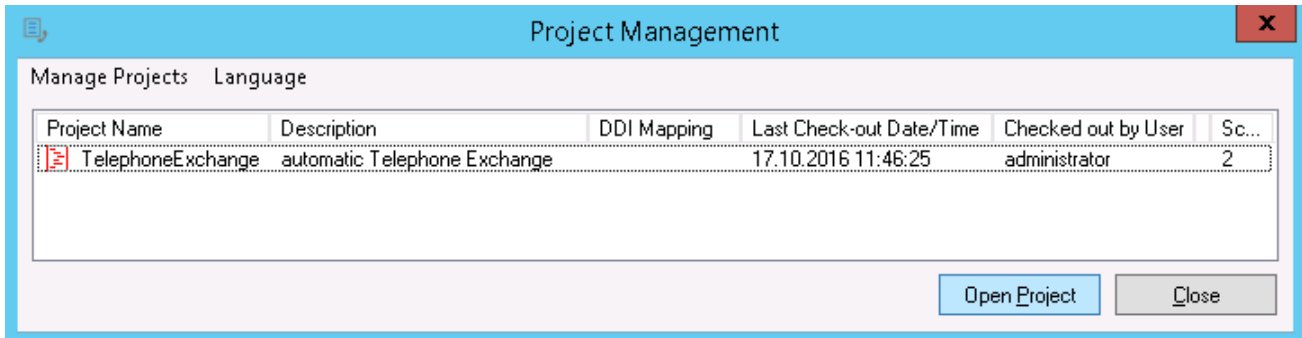 Project Management
x
Manage Projects Language
Project Name Description DDI Mapping Last Check-out Date/Time Checked out by User Sc...
TelephoneExchange automatic Telephone Exchange 17.10.2016 11:46:25 administrator 2
Open Project Close